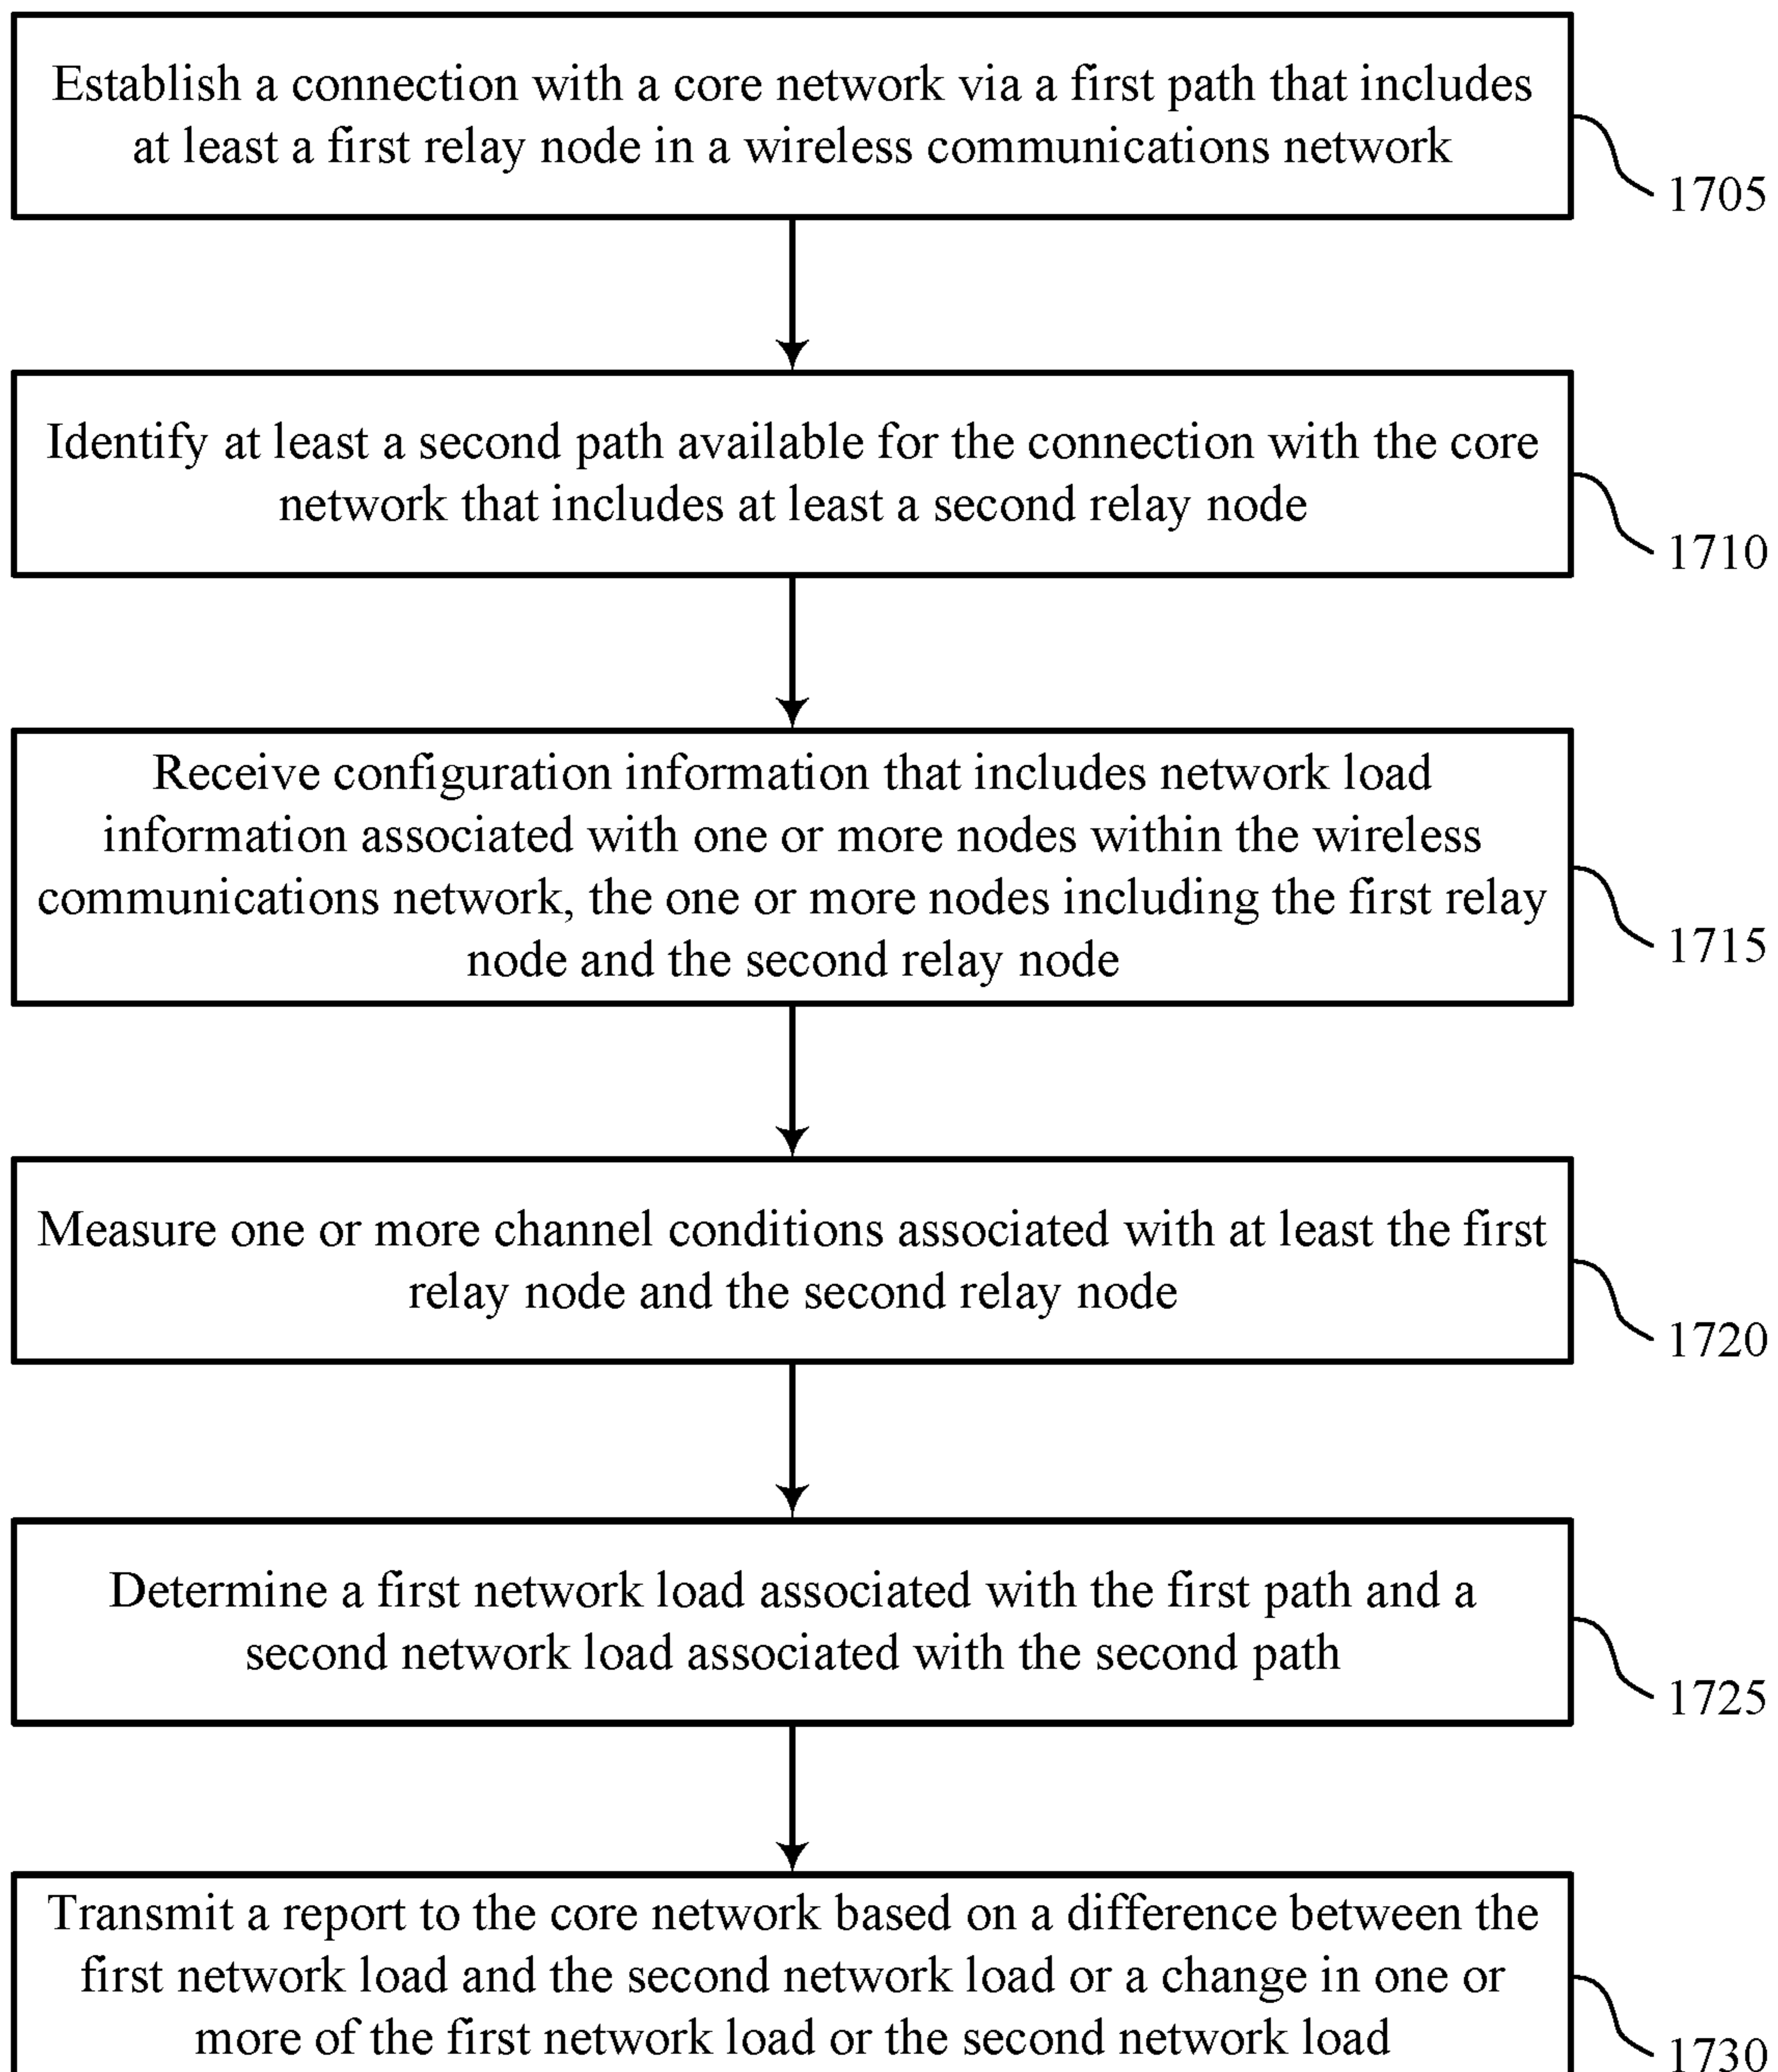 Establish a connection with a core network via a first path that includes
at least a first relay node in a wireless communications network
1705
Identify at least a second path available for the connection with the core
network that includes at least a second relay node
1710
Receive configuration information that includes network load
information associated with one or more nodes within the wireless
communications network, the one or more nodes including the first relay
node and the second relay node
1715
Measure one or more channel conditions associated with at least the first
relay node and the second relay node
1720
Determine a first network load associated with the first path and a
second network load associated with the second path
1725
Transmit a report to the core network based on a difference between the
first network load and the second network load or a change in one or
more of the first network load or the second network load
1730